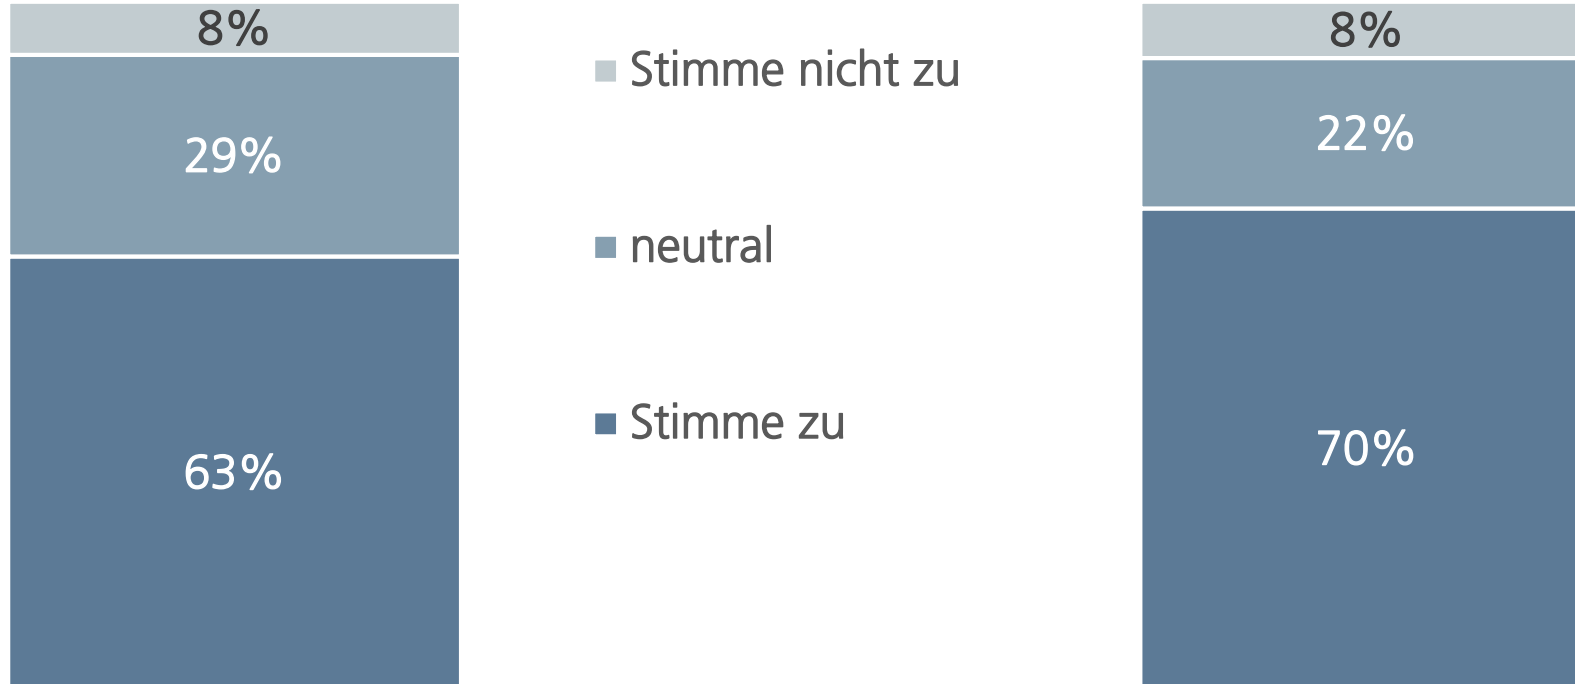 8%
29%
63%
Stimme nicht zu
neutral
Stimme zu
8%
22%
70%